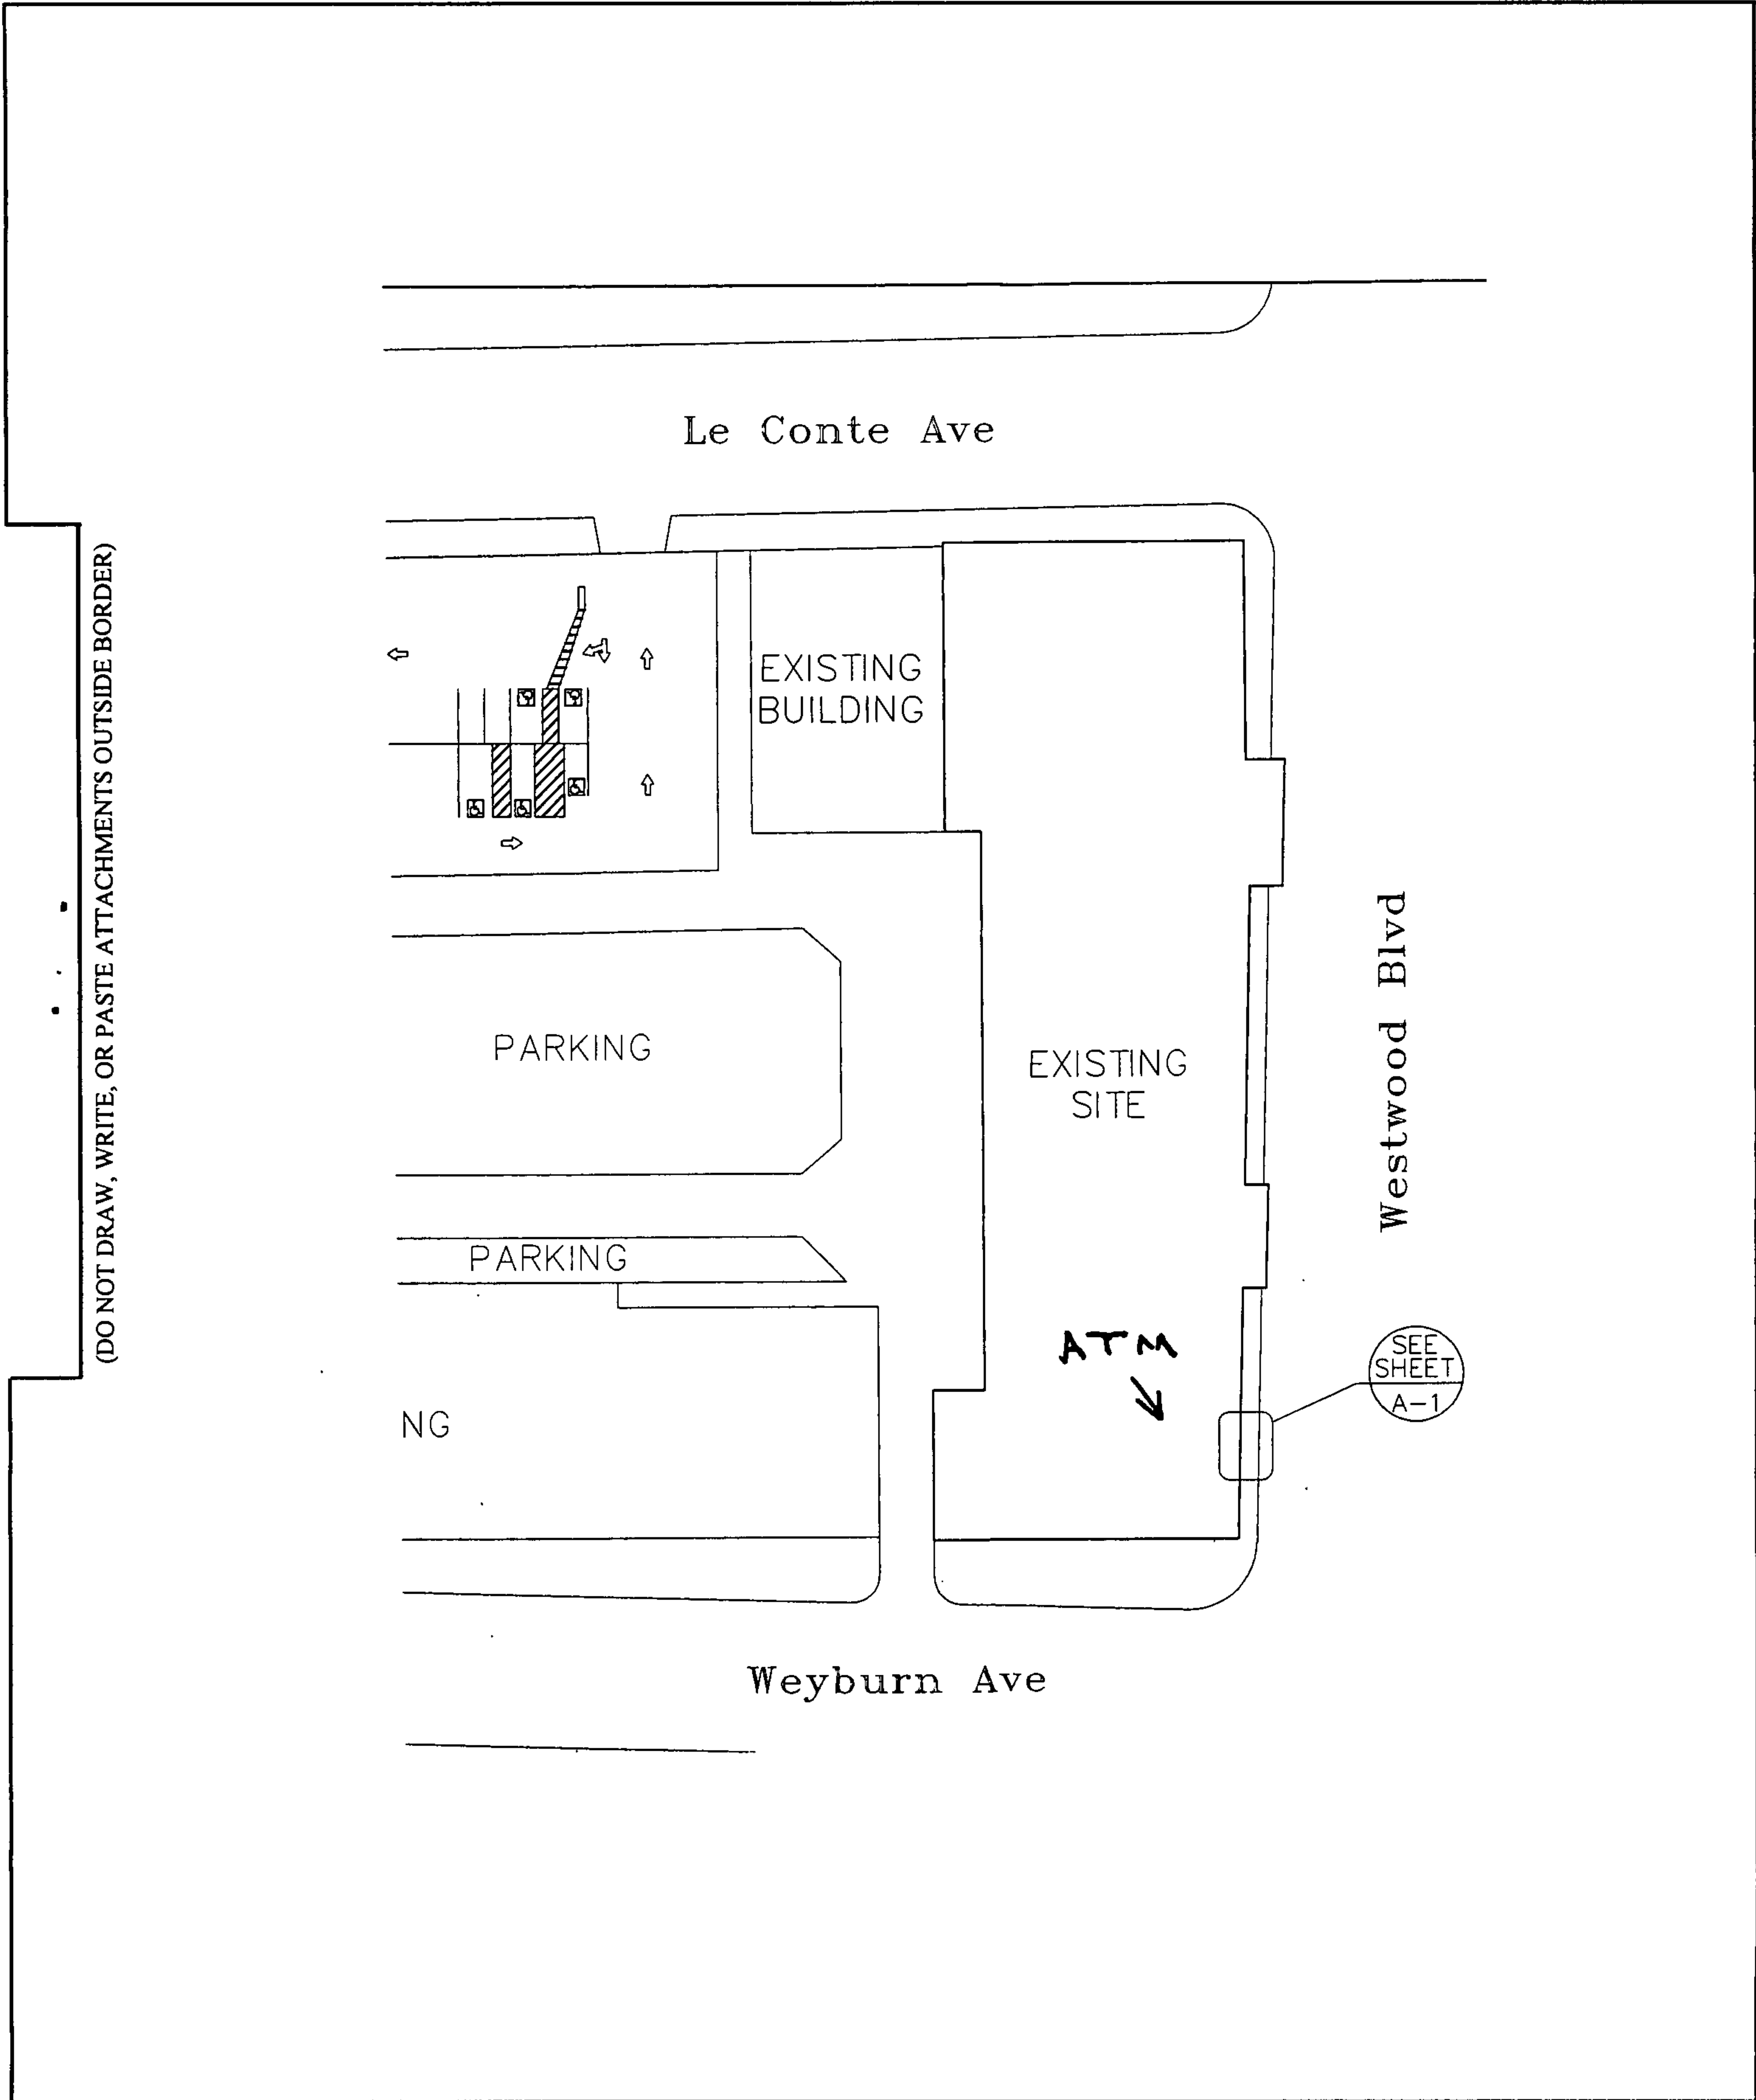 Le Conte Ave
(DO NOT DRAW, WRITE, OR PASTE ATTACHMENTS OUTSIDE BORDER)
EXISTING
BUILDING
PARKING
EXISTING
SITE
Westwood Blvd
PARKING
ATM
SEE
SHEET
A-1
NG
Weyburn Ave